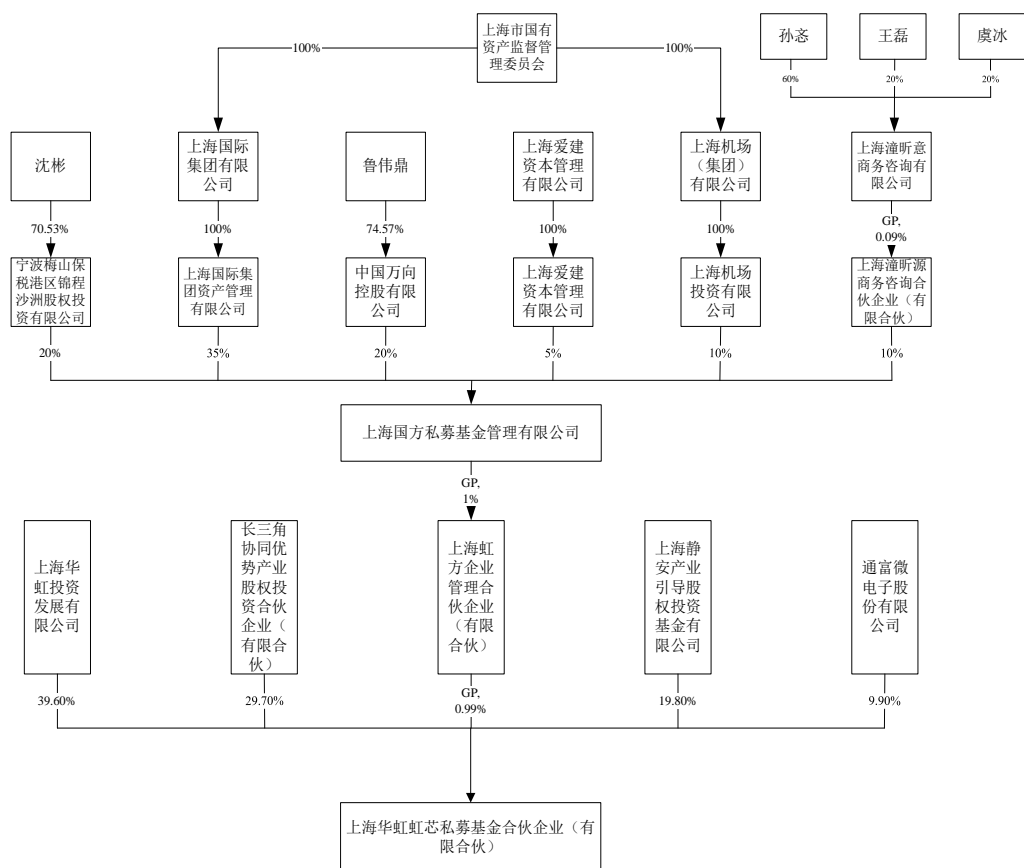 上海市国有
资产监督管
理委员会
孙忞
王磊
虞冰
100%
100%
60%
20%
20%
沈彬
上海国际
集团有限
公司
鲁伟鼎
上海爱建
资本管理
有限公司
上海机场
（集团）
有限公司
上海潼昕意
商务咨询有
限公司
70.53%
100%
74.57%
100%
100%
GP,
0.09%
宁波梅山保
税港区锦程
沙洲股权投
资有限公司
上海国际集
团资产管理
有限公司
中国万向
控股有限
公司
上海爱建
资本管理
有限公司
上海机场
投资有限
公司
上海潼昕源
商务咨询合
伙企业（有
限合伙）
20%
35%
20%
5%
10%
10%
上海国方私募基金管理有限公司
GP,
1%
上海华
虹投资
发展有
限公司
长三角
协同优
势产业
股权投
资合伙
企业（
有限合
伙）
上海虹
方企业
管理合
伙企业
（有限
合伙）
上海静
安产业
引导股
权投资
基金有
限公司
通富微
电子股
份有限
公司
39.60%
29.70%
GP,
0.99%
19.80%
9.90%
上海华虹虹芯私募基金合伙企业（有
限合伙）